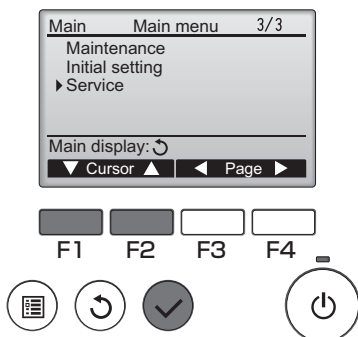 Main Main menu 3/3
Maintenance
Initial setting
Service
Main display:
Cursor Page
F1 F2 F3 F4